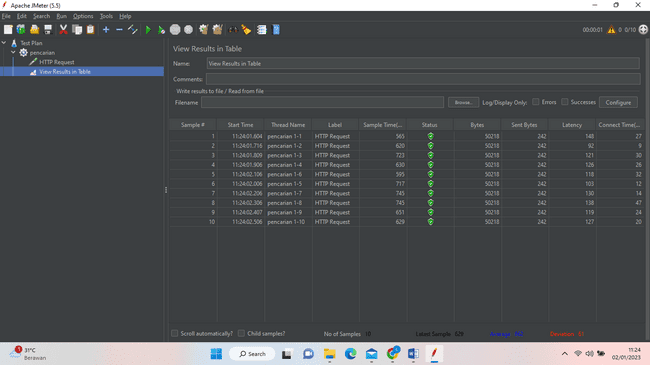 Apache JMeter (5.5)
File Edit Search Run Options Tools Help
00:00:01 0 0/10
Test Plan
pencarian
HTTP Request
View Results in Table
View Results in Table
Name: View Results in Table
Comments:
Write results to file / Read from file
Filename Browse... Log/Display Only: Errors Successes Configure
Sample # Start Time Thread Name Label Sample Time(... Status Bytes Sent Bytes Latency Connect Time(...
1 11:24:01.604 pencarian 1-1 HTTP Request 565 50218 242 148 27
2 11:24:01.716 pencarian 1-2 HTTP Request 620 50218 242 92 9
3 11:24:01.809 pencarian 1-3 HTTP Request 723 50218 242 121 30
4 11:24:01.906 pencarian 1-4 HTTP Request 630 50218 242 126 26
5 11:24:02.106 pencarian 1-6 HTTP Request 595 50218 242 118 32
6 11:24:02.006 pencarian 1-5 HTTP Request 717 50218 242 103 12
7 11:24:02.206 pencarian 1-7 HTTP Request 745 50218 242 130 14
8 11:24:02.306 pencarian 1-8 HTTP Request 745 50218 242 138 47
9 11:24:02.407 pencarian 1-9 HTTP Request 651 50218 242 119 24
10 11:24:02.506 pencarian 1-10 HTTP Request 629 50218 242 127 20
Scroll automatically? Child samples? No of Samples 10 Latest Sample 629 Average Deviation
31°C
Berawan
Search
11:24
02/01/2023